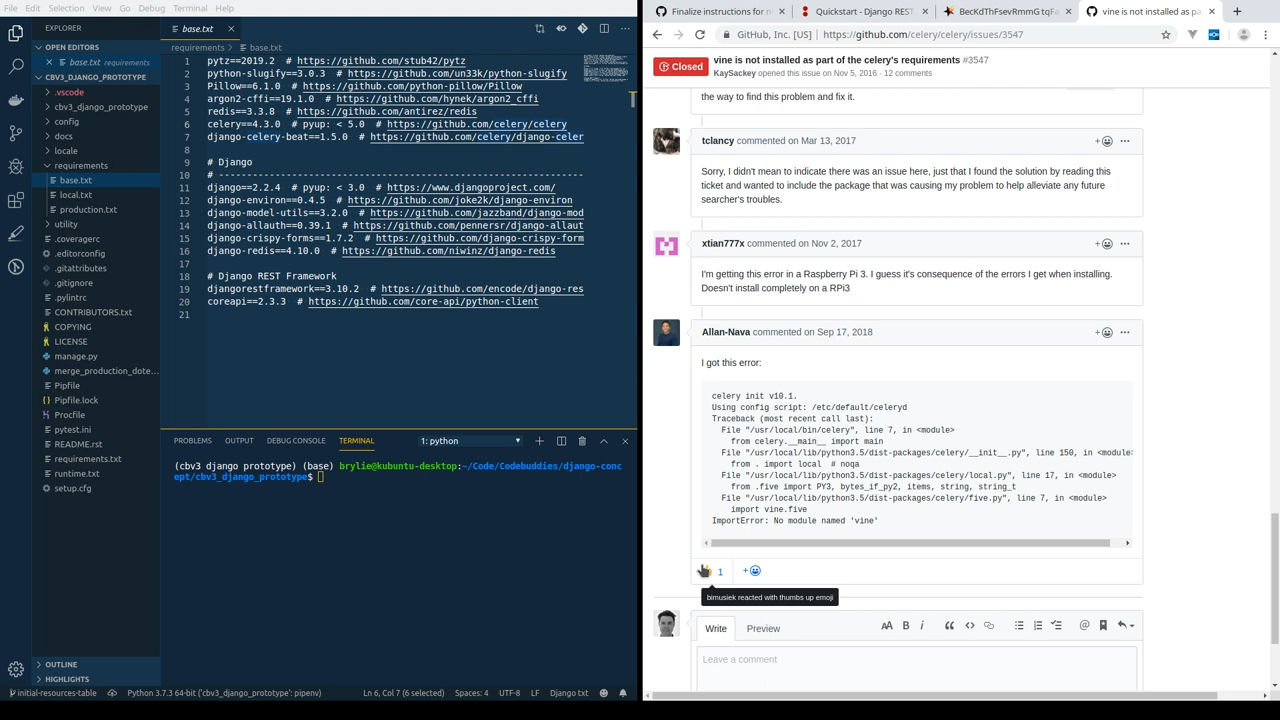 File Edit Selection View Go Debug Terminal Help
EXPLORER
OPEN EDITORS
base.txt requirements
CBV3_DJANGO_PROTOTYPE
.vscode
cbv3_django_prototype
config
docs
locale
requirements
base.txt
local.txt
production.txt
utility
.coveragerc
.editorconfig
.gitattributes
.gitignore
.pylintrc
CONTRIBUTORS.txt
COPYING
LICENSE
manage.py
merge_production_dote...
Pipfile
Pipfile.lock
Procfile
pytest.ini
README.rst
requirements.txt
runtime.txt
setup.cfg
OUTLINE
HIGHLIGHTS
base.txt
requirements > base.txt
1 pytz==2019.2 # https://github.com/stub42/pytz
2 python-slugify==3.0.3 # https://github.com/un33k/python-slugify
3 Pillow==6.1.0 # https://github.com/python-pillow/Pillow
4 argon2-cffi==19.1.0 # https://github.com/hynek/argon2_cffi
5 redis==3.3.8 # https://github.com/antirez/redis
6 celery==4.3.0 # pyup: < 5.0 # https://github.com/celery/celery
7 django-celery-beat==1.5.0 # https://github.com/celery/django-celer
8
9 # Django
10 # -------------------------------------------------------------------
11 django==2.2.4 # pyup: < 3.0 # https://www.djangoproject.com/
12 django-environ==0.4.5 # https://github.com/joke2k/django-environ
13 django-model-utils==3.2.0 # https://github.com/jazzband/django-mod
14 django-allauth==0.39.1 # https://github.com/pennersr/django-allaut
15 django-crispy-forms==1.7.2 # https://github.com/django-crispy-form
16 django-redis==4.10.0 # https://github.com/niwinz/django-redis
17
18 # Django REST Framework
19 djangorestframework==3.10.2 # https://github.com/encode/django-res
20 coreapi==2.3.3 # https://github.com/core-api/python-client
21
PROBLEMS OUTPUT DEBUG CONSOLE TERMINAL 1: python
(cbv3 django prototype) (base) brylie@kubuntu-desktop:~/Code/Codebuddies/django-conc
ept/cbv3_django_prototype$
initial-resources-table Python 3.7.3 64-bit ('cbv3_django_prototype': pipenv) Ln 6, Col 7 (6 selected) Spaces: 4 UTF-8 LF Django txt
Finalize instructions for n Quickstart - Django REST BecKdThFsevRmmG tqFa vine is not installed as pa
GitHub, Inc. [US] | https://github.com/celery/celery/issues/3547
Closed
vine is not installed as part of the celery's requirements #3547
KaySackey opened this issue on Nov 5, 2016 · 12 comments
the way to find this problem and fix it.
tclancy commented on Mar 13, 2017
Sorry, I didn't mean to indicate there was an issue here, just that I found the solution by reading this
ticket and wanted to include the package that was causing my problem to help alleviate any future
searcher's troubles.
xtian777x commented on Nov 2, 2017
I'm getting this error in a Raspberry Pi 3. I guess it's consequence of the errors I get when installing.
Doesn't install completely on a RPi3
Allan-Nava commented on Sep 17, 2018
I got this error:
celery init v10.1.
Using config script: /etc/default/celeryd
Traceback (most recent call last):
File "/usr/local/bin/celery", line 7, in <module>
from celery.__main__ import main
File "/usr/local/lib/python3.5/dist-packages/celery/__init__.py", line 150, in <module>
from . import local # noqa
File "/usr/local/lib/python3.5/dist-packages/celery/local.py", line 17, in <module>
from .five import PY3, bytes_if_py2, items, string, string_t
File "/usr/local/lib/python3.5/dist-packages/celery/five.py", line 7, in <module>
import vine.five
ImportError: No module named 'vine'
1
bimusiek reacted with thumbs up emoji
Write Preview
Leave a comment